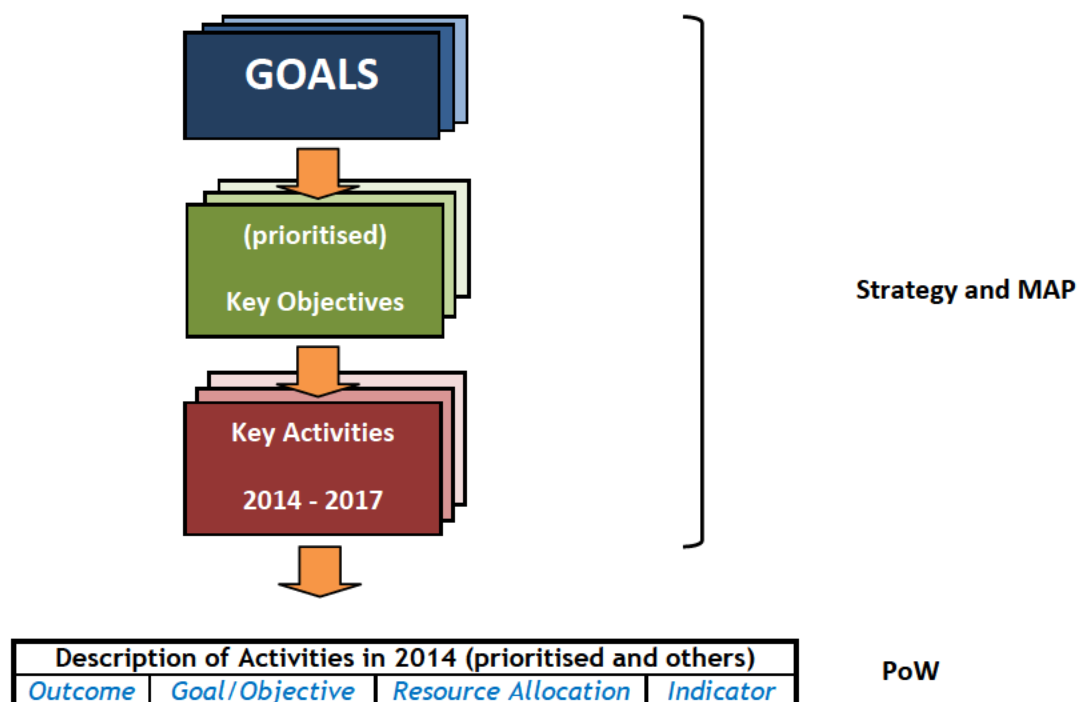 GOALS
(prioritised)
Key Objectives
Strategy and MAP
Key Activities
2014 - 2017
Description of Activities in 2014 (prioritised and others)
PoW
Outcome Goal/Objective Resource Allocation Indicator